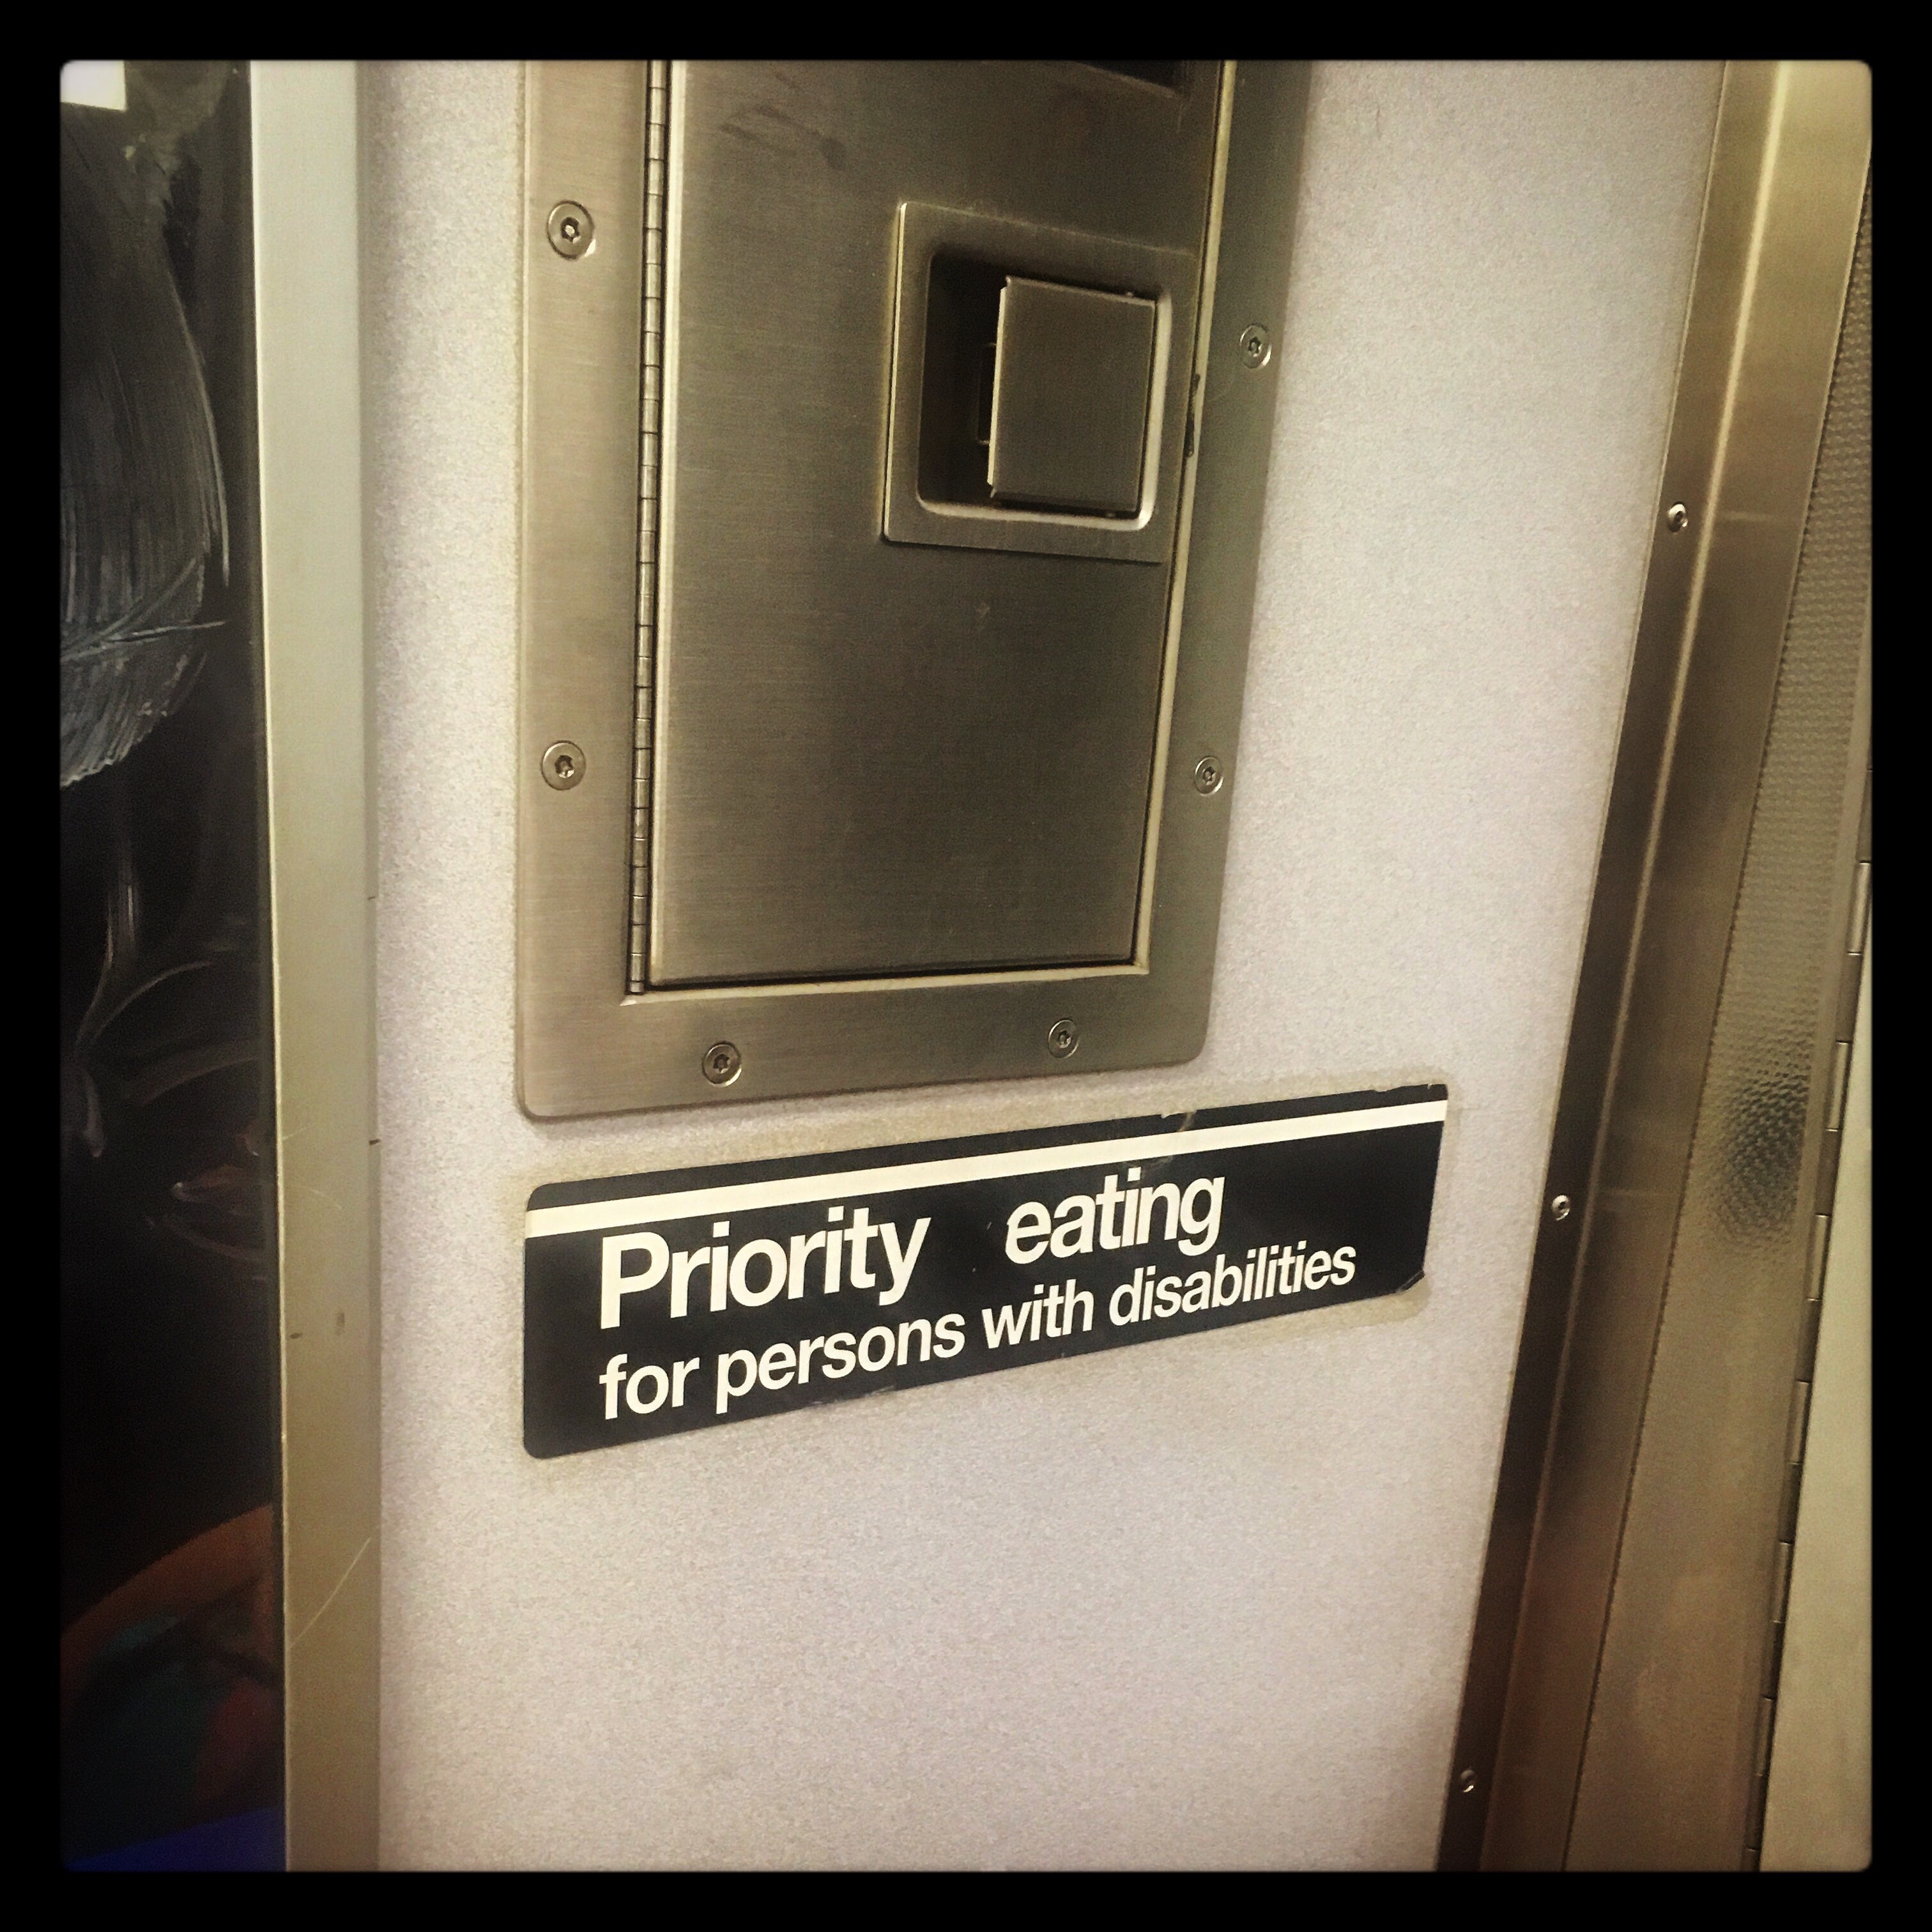 Priority eating
for persons with disabilities